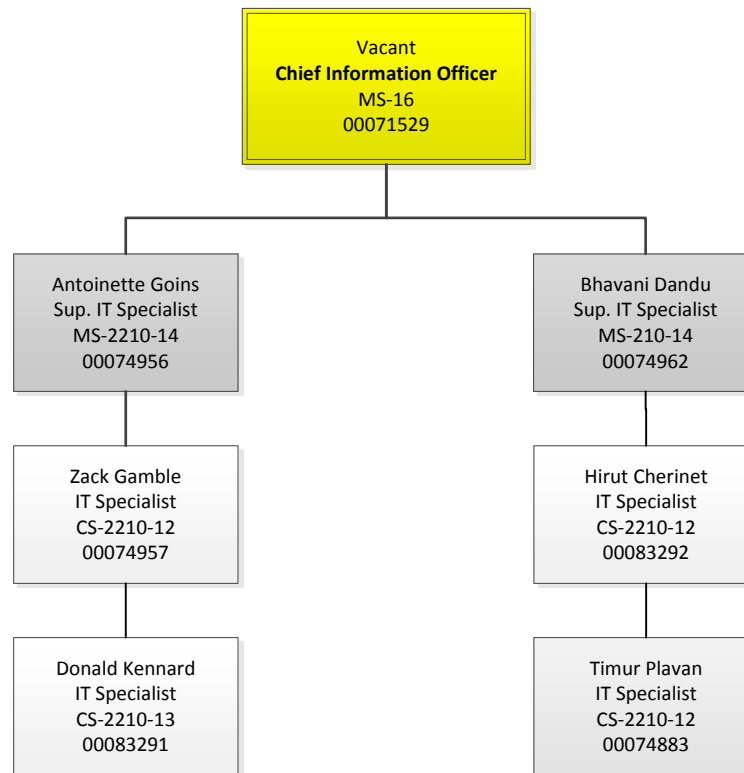 Vacant
Chief Information Officer
MS-16
00071529
Antoinette Goins
Sup. IT Specialist
MS-2210-14
00074956
Bhavani Dandu
Sup. IT Specialist
MS-210-14
00074962
Zack Gamble
IT Specialist
CS-2210-12
00074957
Hirut Cherinet
IT Specialist
CS-2210-12
00083292
Donald Kennard
IT Specialist
CS-2210-13
00083291
Timur Plavan
IT Specialist
CS-2210-12
00074883